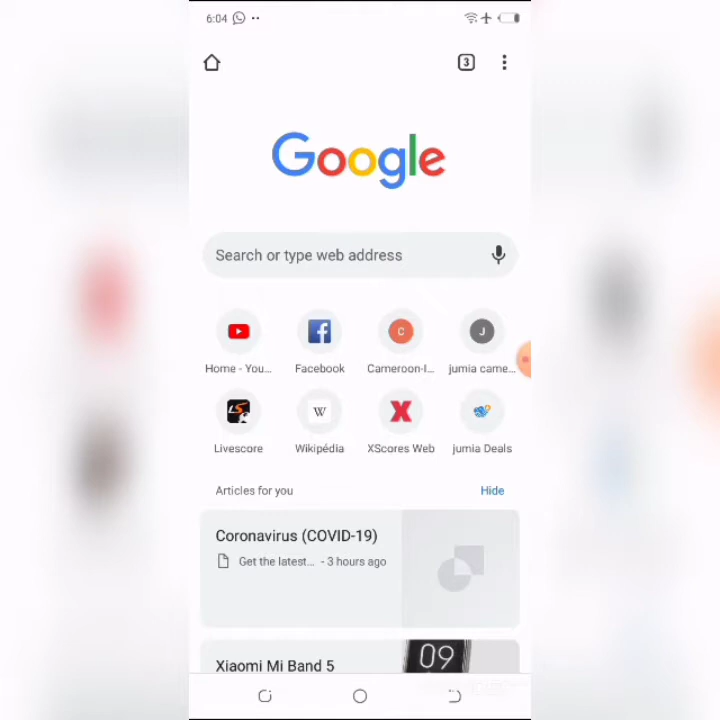 6:04
3
Google
Search or type web address
Home - You... Facebook Cameroon-I... jumia came...
Livescore Wikipédia XScores Web jumia Deals
Articles for you Hide
Coronavirus (COVID-19)
Get the latest... - 3 hours ago
Xiaomi Mi Band 5
09